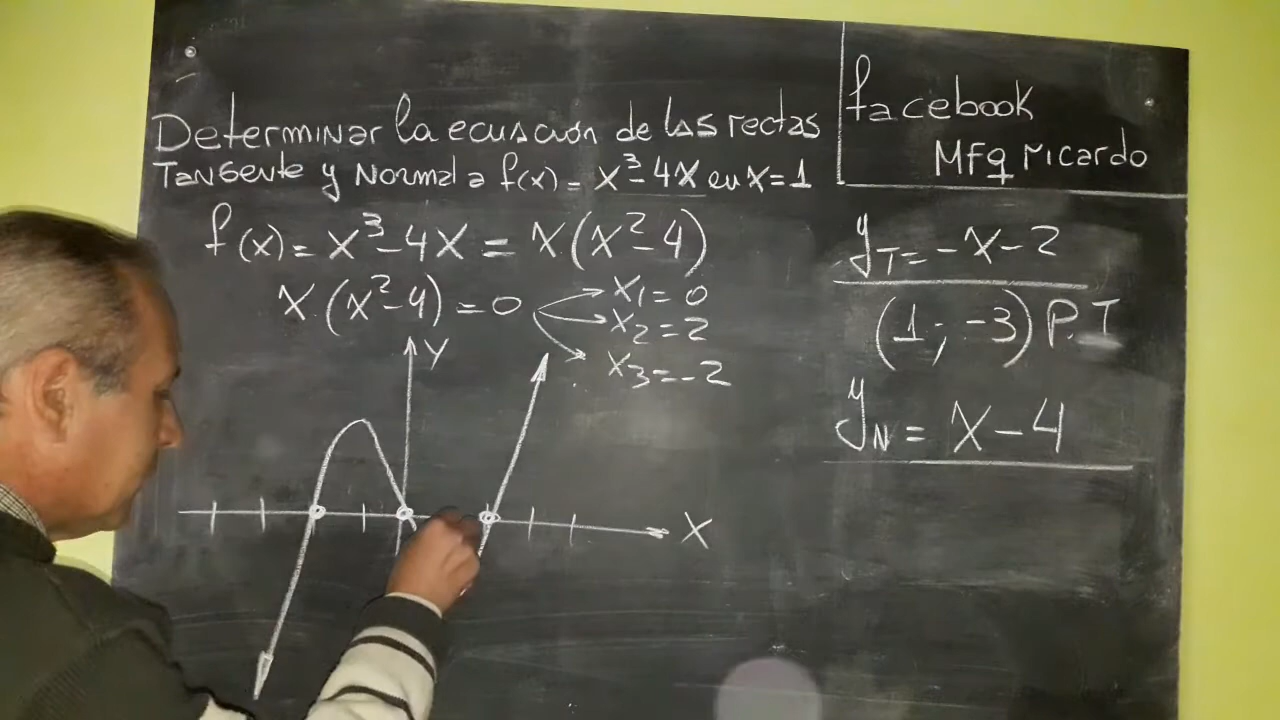 Determinar la ecuación de las rectas
Tangente y Normal a f(x) = x³-4x en x=1
f(x) = x³-4x = x(x²-4)
x(x²-4) = 0
x₁ = 0
x₂ = 2
x₃ = -2
Y
X
facebook
Mfq ricardo
y_T = -x-2
(1; -3) P.T
y_N = x-4